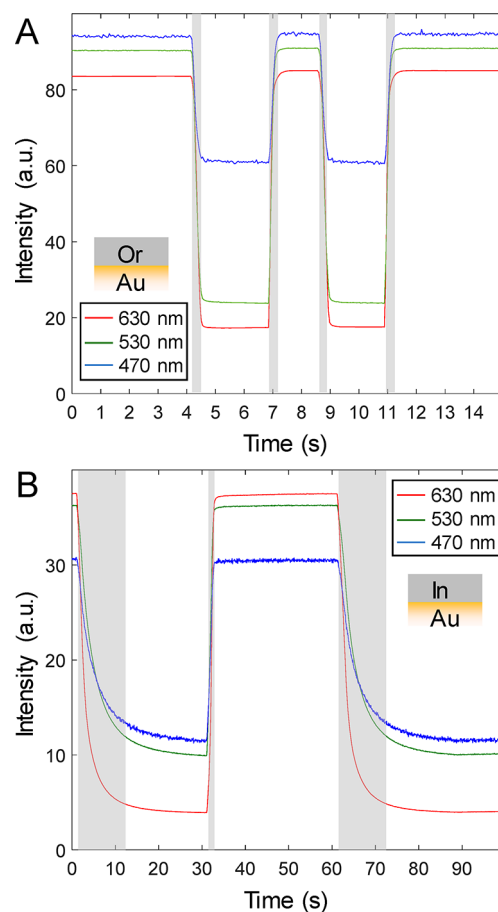 A
Intensity (a.u.)
80
60
40
20
0
Or
Au
630 nm
530 nm
470 nm
0 1 2 3 4 5 6 7 8 9 10 11 12 13 14
Time (s)
B
Intensity (a.u.)
30
20
10
0
630 nm
530 nm
470 nm
In
Au
0 10 20 30 40 50 60 70 80 90
Time (s)